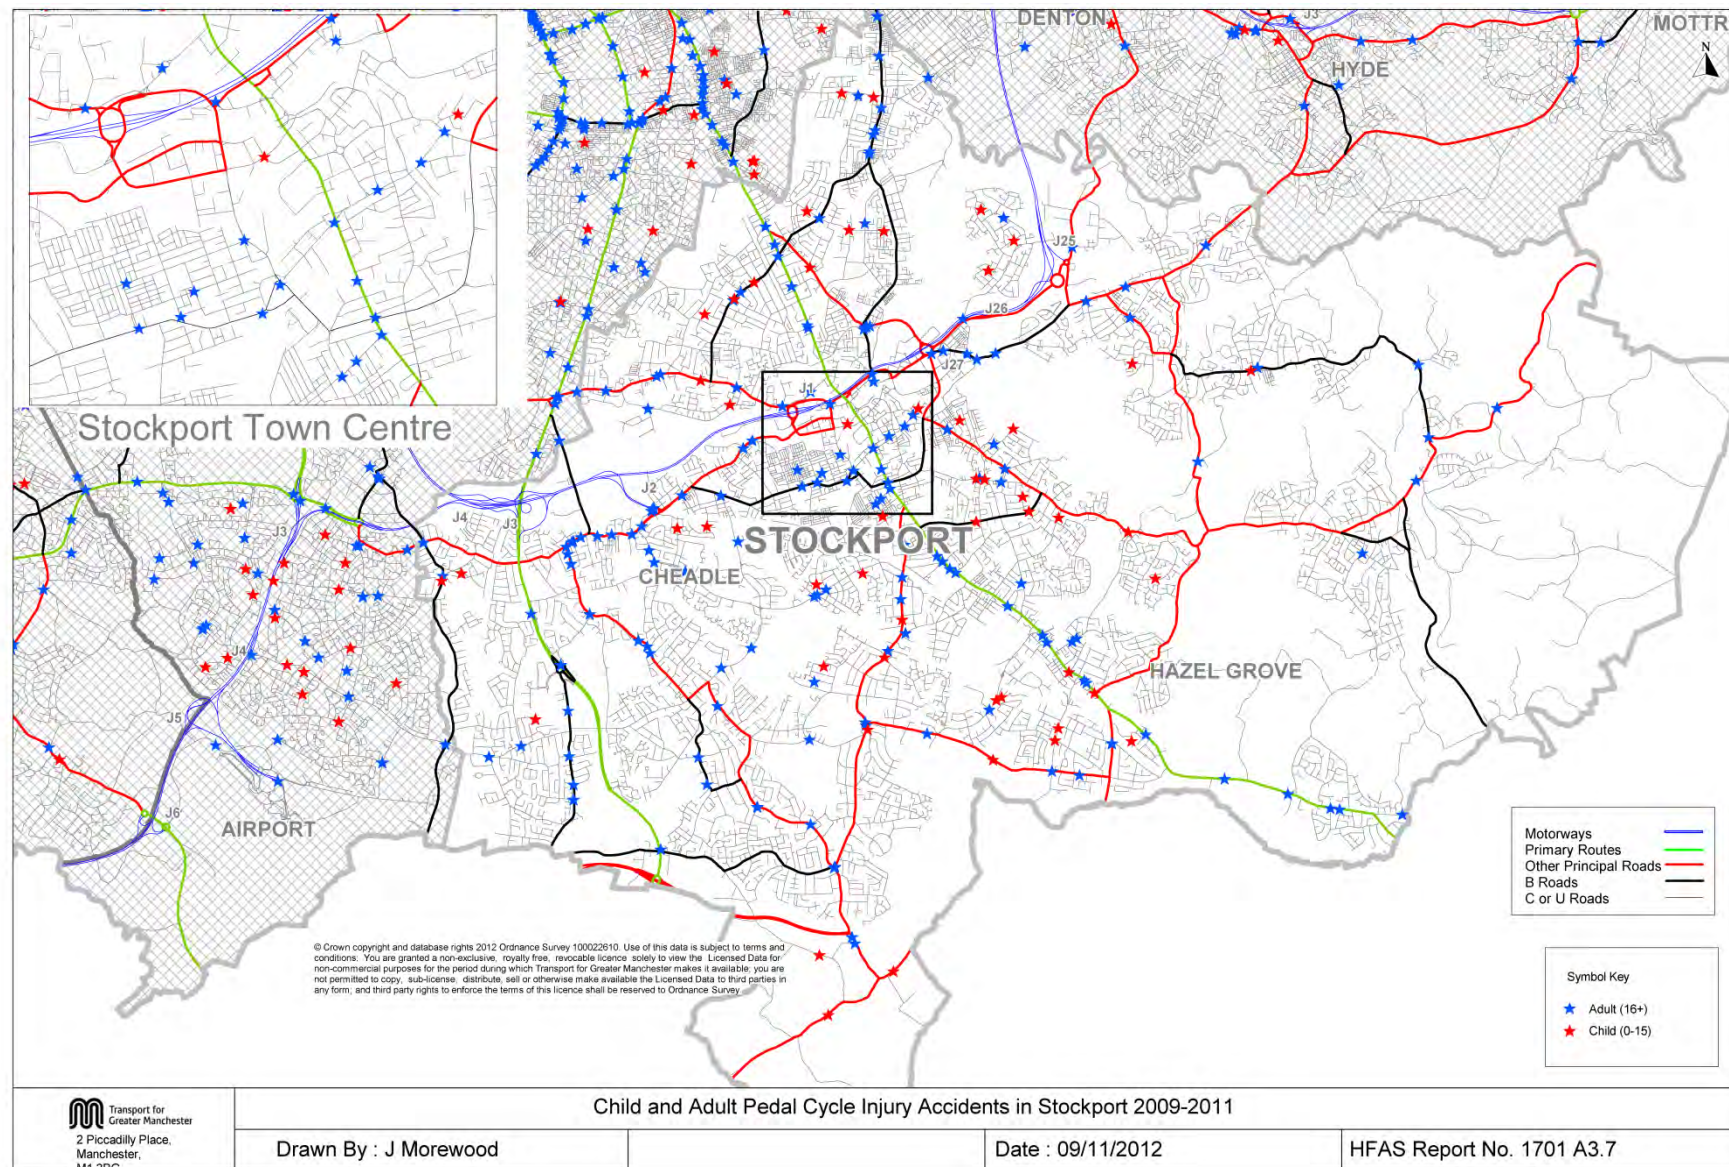 DENTON
J3
MOTTR
N
HYDE
J25
J26
J27
J1
Stockport Town Centre
J2
J4
J3
J3
STOCKPORT
CHEADLE
J4
HAZEL GROVE
J5
J6
AIRPORT
Motorways
Primary Routes
Other Principal Roads
B Roads
C or U Roads
© Crown copyright and database rights 2012 Ordnance Survey 100022610. Use of this data is subject to terms and
conditions: You are granted a non-exclusive, royalty free, revocable licence solely to view the Licensed Data for
non-commercial purposes for the period during which Transport for Greater Manchester makes it available; you are
not permitted to copy, sub-license, distribute, sell or otherwise make available the Licensed Data to third parties in
any form; and third party rights to enforce the terms of this licence shall be reserved to Ordnance Survey
Symbol Key
Adult (16+)
Child (0-15)
Transport for
Greater Manchester
2 Piccadilly Place,
Manchester,
Child and Adult Pedal Cycle Injury Accidents in Stockport 2009-2011
Drawn By : J Morewood
Date : 09/11/2012
HFAS Report No. 1701 A3.7